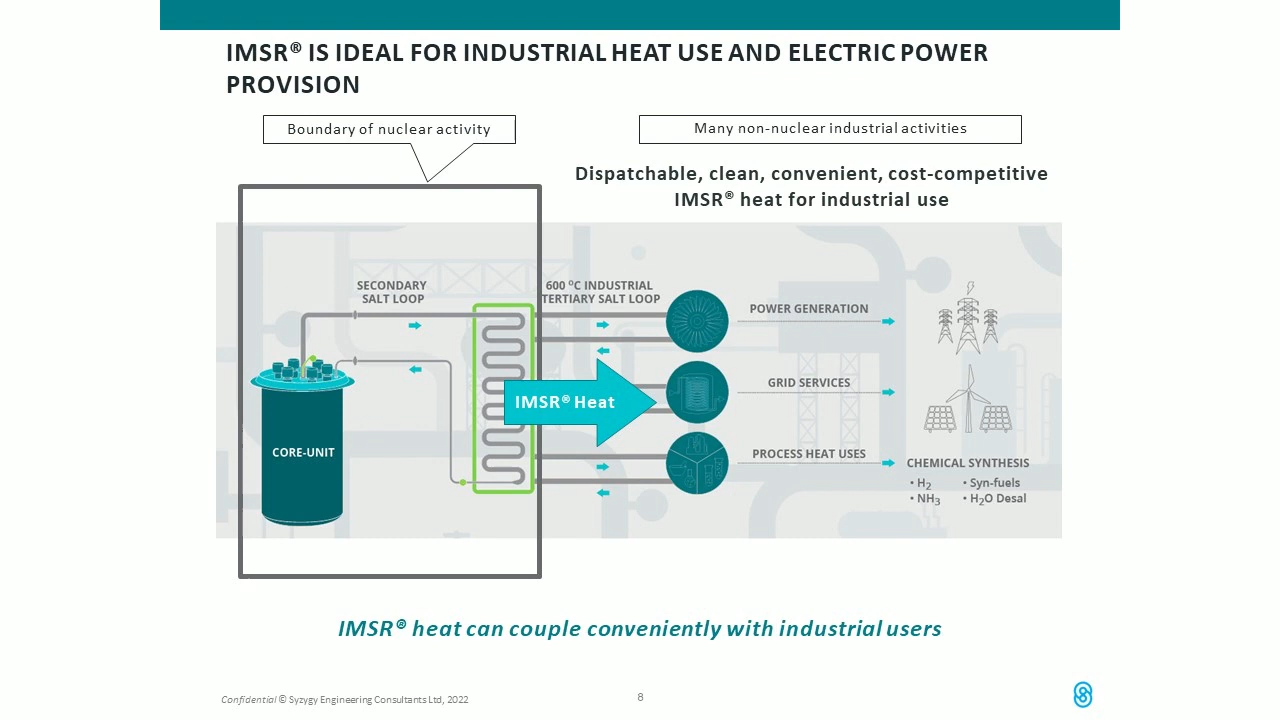 IMSR® IS IDEAL FOR INDUSTRIAL HEAT USE AND ELECTRIC POWER
PROVISION
Boundary of nuclear activity
Many non-nuclear industrial activities
Dispatchable, clean, convenient, cost-competitive
IMSR® heat for industrial use
SECONDARY
SALT LOOP
600 °C INDUSTRIAL
TERTIARY SALT LOOP
POWER GENERATION
GRID SERVICES
IMSR® Heat
CORE-UNIT
PROCESS HEAT USES
CHEMICAL SYNTHESIS
• H₂ • Syn-fuels
• NH₃ • H₂O Desal
IMSR® heat can couple conveniently with industrial users
Confidential © Syzygy Engineering Consultants Ltd, 2022
8